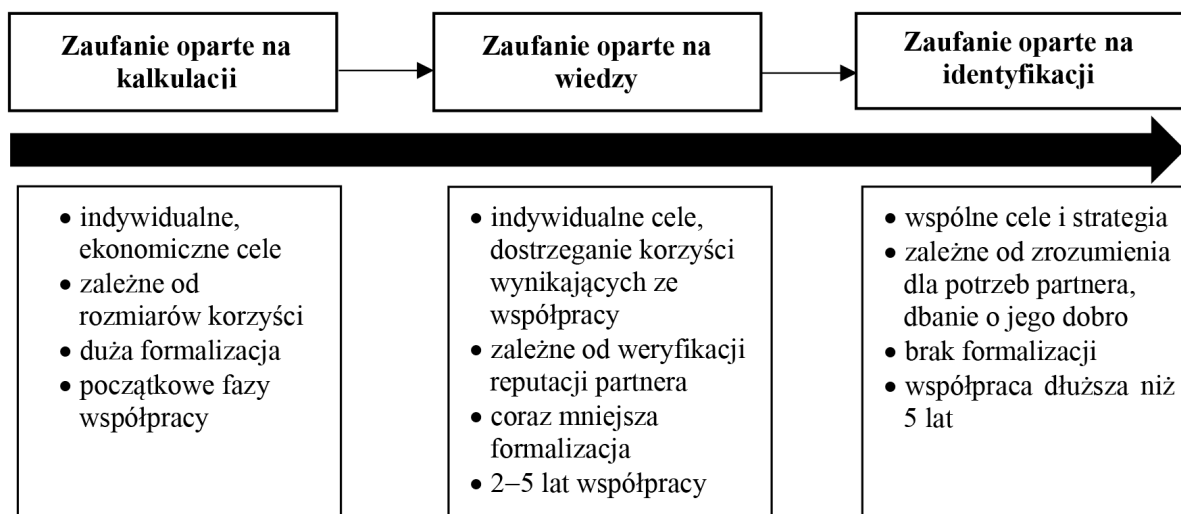 Zaufanie oparte na
kalkulacji
Zaufanie oparte na
wiedzy
Zaufanie oparte na
identyfikacji
• indywidualne,
ekonomiczne cele
• zależne od
rozmiarów korzyści
• duża formalizacja
• początkowe fazy
współpracy
• indywidualne cele,
dostrzeganie korzyści
wynikających ze
współpracy
• zależne od weryfikacji
reputacji partnera
• coraz mniejsza
formalizacja
• 2–5 lat współpracy
• wspólne cele i strategia
• zależne od zrozumienia
dla potrzeb partnera,
dbanie o jego dobro
• brak formalizacji
• współpraca dłuższa niż
5 lat